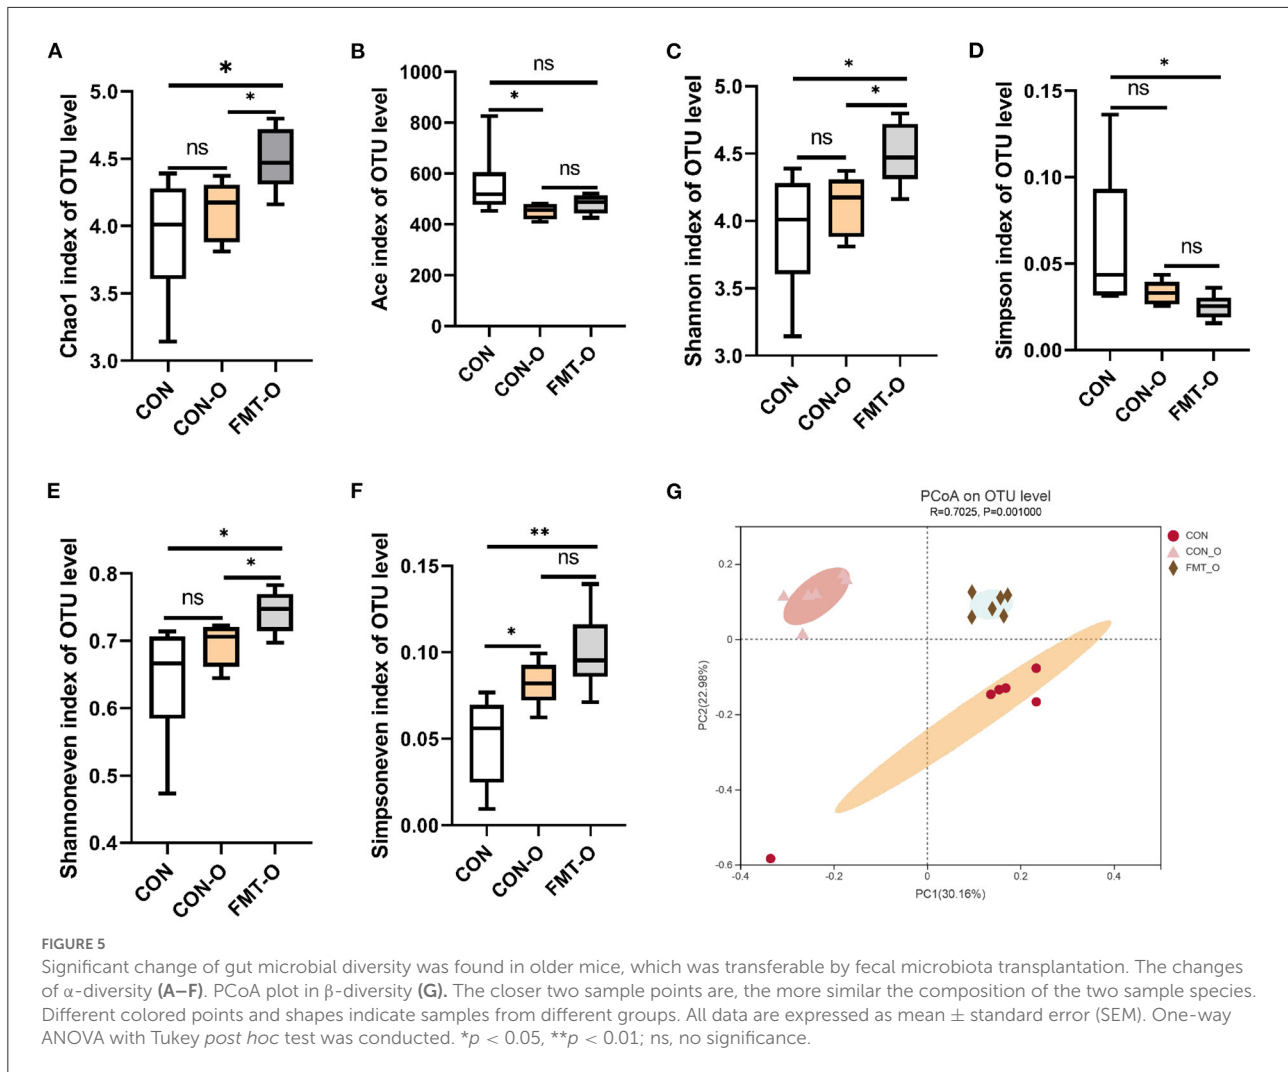 A
Chao1 index of OTU level
5.0
4.5
4.0
3.5
3.0
*
*
ns
CON
CON-O
FMT-O
B
Ace index of OTU level
1000
800
600
400
200
0
ns
*
ns
CON
CON-O
FMT-O
C
Shannon index of OTU level
5.0
4.5
4.0
3.5
3.0
*
*
ns
CON
CON-O
FMT-O
D
Simpson index of OTU level
0.15
0.10
0.05
0.00
*
ns
ns
CON
CON-O
FMT-O
E
Shannoneven index of OTU level
0.8
0.7
0.6
0.5
0.4
*
*
ns
CON
CON-O
FMT-O
F
Simpsoneven index of OTU level
0.15
0.10
0.05
0.00
**
ns
*
CON
CON-O
FMT-O
G
PCoA on OTU level
R=0.7025, P=0.001000
CON
CON_O
FMT_O
PC2(22.98%)
0.2
0
-0.2
-0.4
-0.6
-0.4
-0.2
0
0.2
0.4
PC1(30.16%)
FIGURE 5
Significant change of gut microbial diversity was found in older mice, which was transferable by fecal microbiota transplantation. The changes
of α-diversity (A–F). PCoA plot in β-diversity (G). The closer two sample points are, the more similar the composition of the two sample species.
Different colored points and shapes indicate samples from different groups. All data are expressed as mean ± standard error (SEM). One-way
ANOVA with Tukey post hoc test was conducted. *p < 0.05, **p < 0.01; ns, no significance.